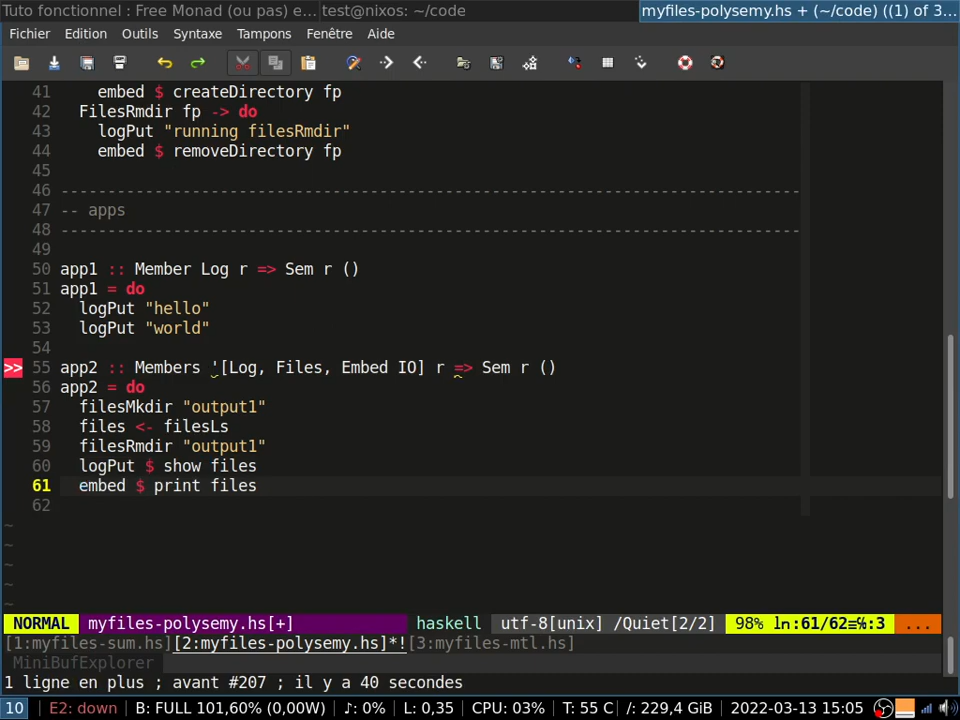 Tuto fonctionnel : Free Monad (ou pas) e... test@nixos: ~/code myfiles-polysemy.hs + (~/code) ((1) of 3...
Fichier Edition Outils Syntaxe Tampons Fenêtre Aide
41 embed $ createDirectory fp
42 FilesRmdir fp -> do
43 logPut "running filesRmdir"
44 embed $ removeDirectory fp
45
46 -------------------------------------------------------------------------------
47 -- apps
48 -------------------------------------------------------------------------------
49
50 app1 :: Member Log r => Sem r ()
51 app1 = do
52 logPut "hello"
53 logPut "world"
54
>> 55 app2 :: Members '[Log, Files, Embed IO] r => Sem r ()
56 app2 = do
57 filesMkdir "output1"
58 files <- filesLs
59 filesRmdir "output1"
60 logPut $ show files
61 embed $ print files
62
~
~
~
~
~
NORMAL myfiles-polysemy.hs[+] haskell utf-8[unix] /Quiet[2/2] 98% ㏑:61/62≡℅:3 ...
[1:myfiles-sum.hs][2:myfiles-polysemy.hs]*![3:myfiles-mtl.hs]
MiniBufExplorer
1 ligne en plus ; avant #207 ; il y a 40 secondes
10 E2: down | B: FULL 101,60% (0,00W) | ♪: 0% | L: 0,35 | CPU: 03% | T: 55 C | /: 229,4 GiB | 2022-03-13 15:05